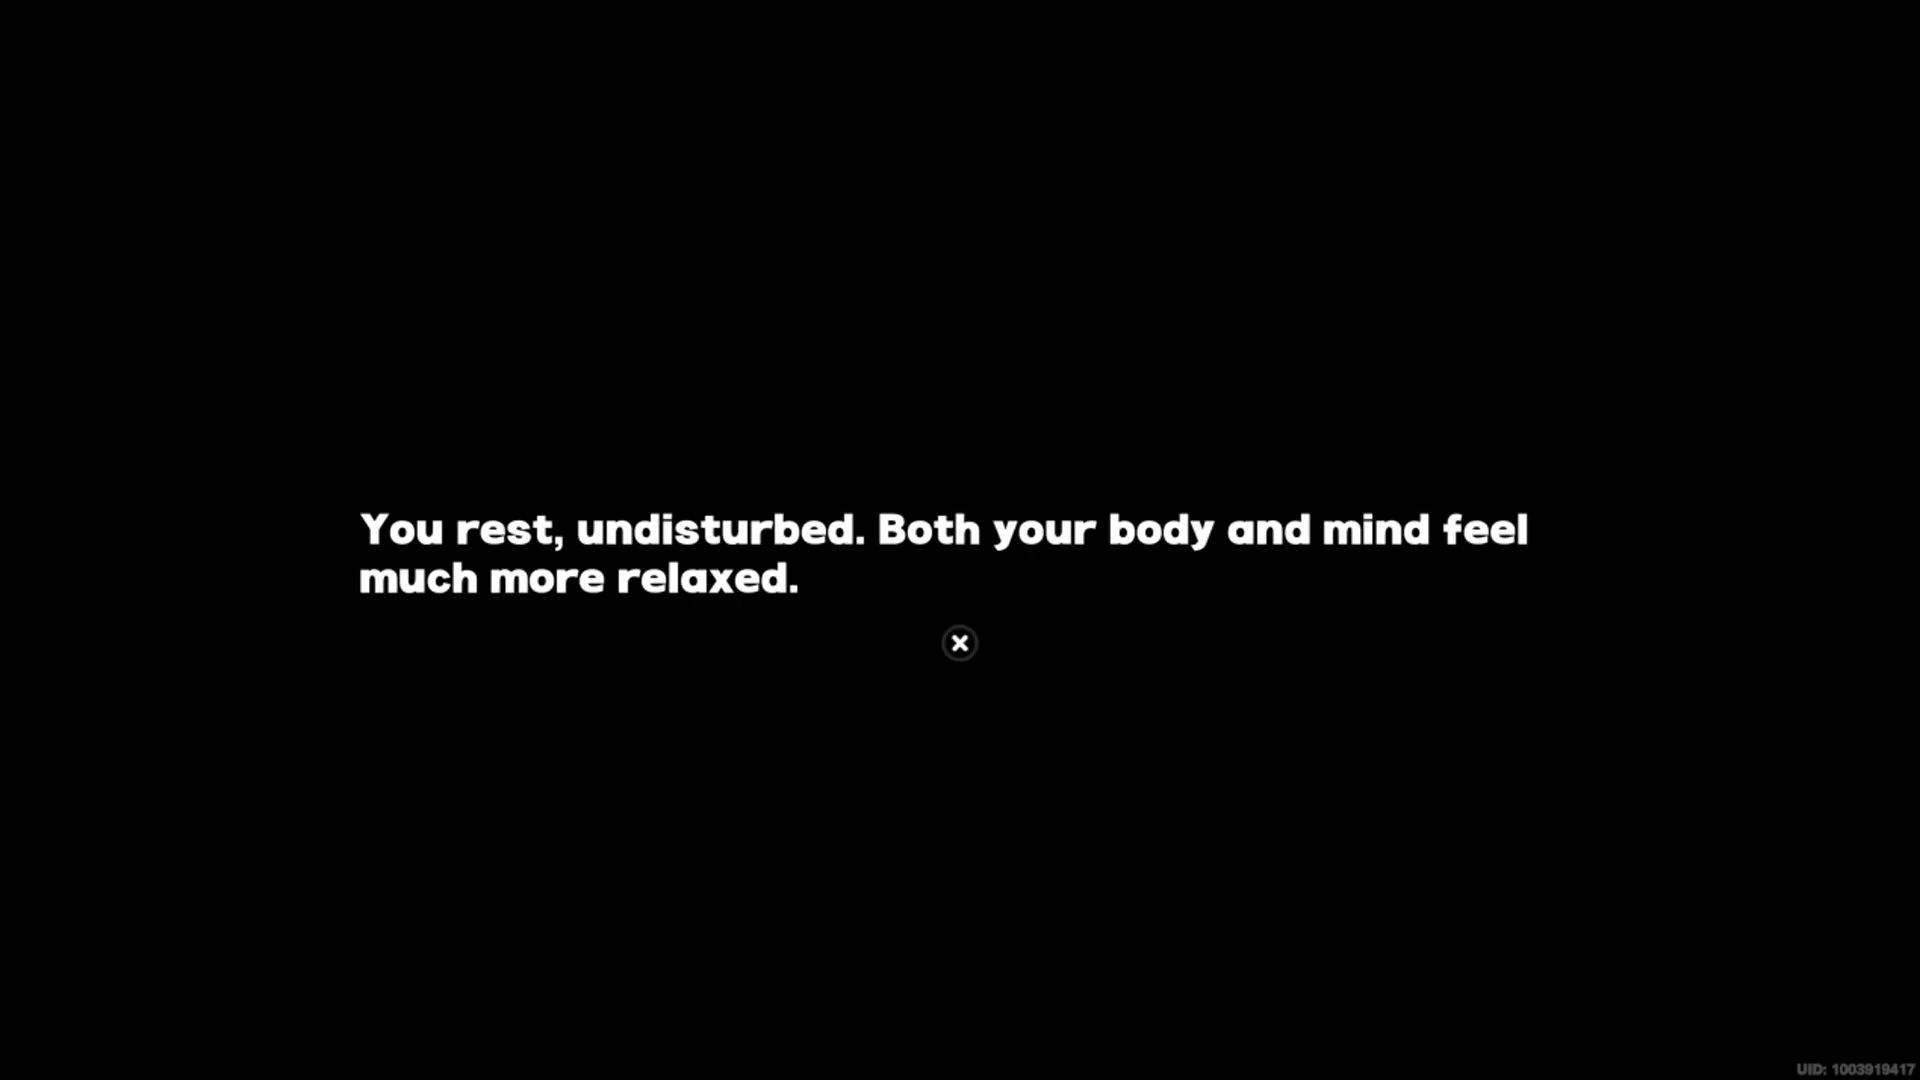 You rest, undisturbed. Both your body and mind feel
much more relaxed.
UID: 1003919417